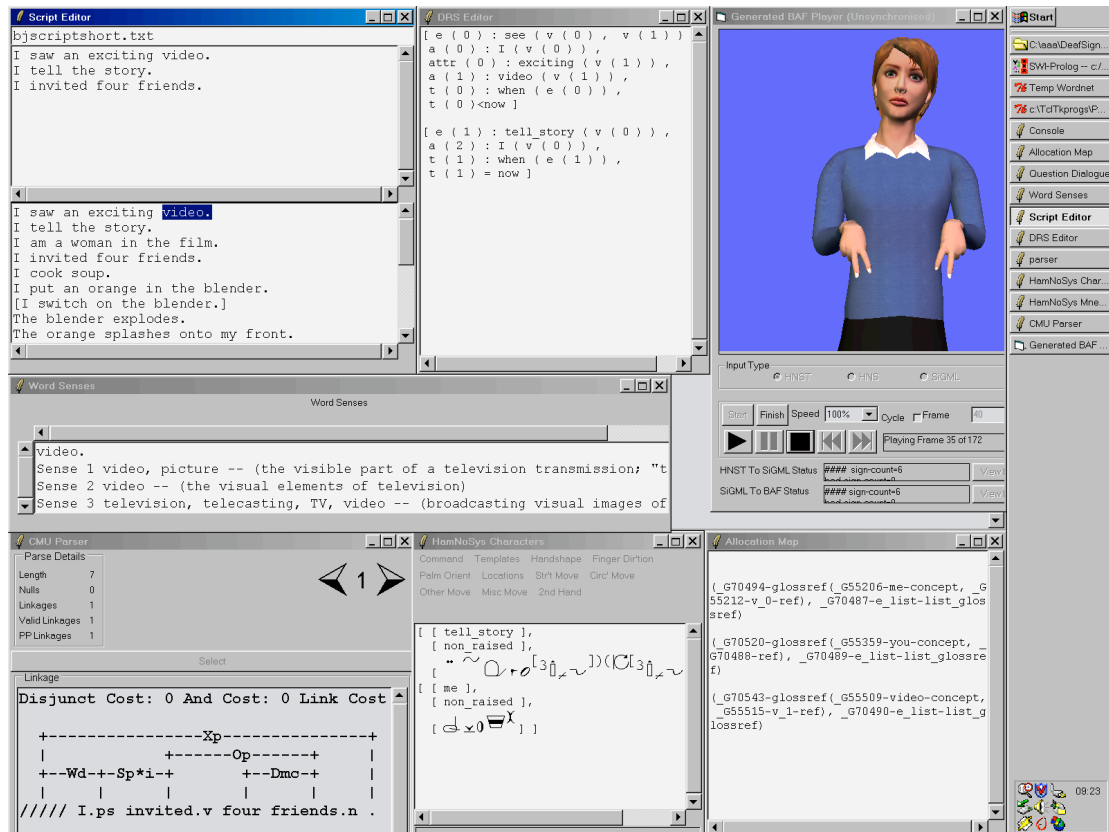 Script Editor
bjscriptshort.txt
I saw an exciting video.
I tell the story.
I invited four friends.
I saw an exciting video.
I tell the story.
I am a woman in the film.
I invited four friends.
I cook soup.
I put an orange in the blender.
[I switch on the blender.]
The blender explodes.
The orange splashes onto my front.
DRS Editor
[ e ( 0 ) : see ( v ( 0 ) , v ( 1 ) )
a ( 0 ) : I ( v ( 0 ) ) ,
attr ( 0 ) : exciting ( v ( 1 ) ) ,
a ( 1 ) : video ( v ( 1 ) ) ,
t ( 0 ) : when ( e ( 0 ) ) ,
t ( 0 )<now ]
[ e ( 1 ) : tell_story ( v ( 0 ) ) ,
a ( 2 ) : I ( v ( 0 ) ) ,
t ( 1 ) : when ( e ( 1 ) ) ,
t ( 1 ) = now ]
Generated BAF Player (Unsynchronised)
Input Type
HNST HNS SiGML
Start Finish Speed 100% Cycle Frame 40
Playing Frame 35 of 172
HNST To SiGML Status #### sign-count=6
View
SiGML To BAF Status #### sign-count=6
View
Start
C:\aaa\DeafSign...
SWI-Prolog -- c:/...
Temp Wordnet
c:\TclTkprogs\P...
Console
Allocation Map
Question Dialogue
Word Senses
Script Editor
DRS Editor
parser
HamNoSys Char...
HamNoSys Mne...
CMU Parser
Generated BAF ...
Word Senses
Word Senses
video.
Sense 1 video, picture -- (the visible part of a television transmission; "t
Sense 2 video -- (the visual elements of television)
Sense 3 television, telecasting, TV, video -- (broadcasting visual images of
CMU Parser
Parse Details
Length 7
Nulls 0
Linkages 1
Valid Linkages 1
PP Linkages 1
1
Select
Linkage
Disjunct Cost: 0 And Cost: 0 Link Cost
+---------------Xp---------------+
| +------Op------+ |
+--Wd-+-Sp*i-+ +--Dmc-+ |
| | | | | |
///// I.ps invited.v four friends.n .
HamNoSys Characters
Command Templates Handshape Finger Dir'tion
Palm Orient Locations Str't Move Circ' Move
Other Move Misc Move 2nd Hand
[ [ tell_story ],
[ non_raised ],
[ [ me ],
[ non_raised ],
] ]
Allocation Map
(_G70494-glossref(_G55206-me-concept, _G
55212-v_0-ref), _G70487-e_list-list_glos
sref)
(_G70520-glossref(_G55359-you-concept, _
G70488-ref), _G70489-e_list-list_glossre
f)
(_G70543-glossref(_G55509-video-concept,
_G55515-v_1-ref), _G70490-e_list-list_g
lossref)
09:23